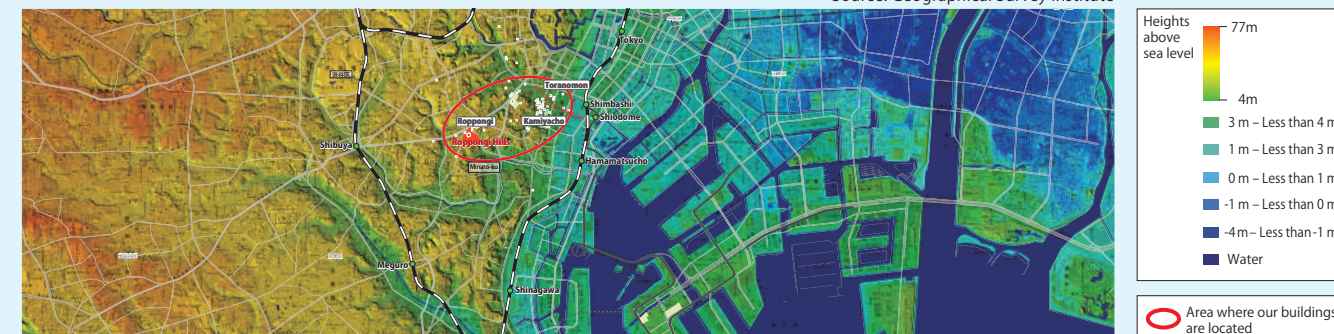 Source: Geographical Survey Institute
Tokyo
Toranomon
Shimbashi
Shiodome
Roppongi
Kamiyacho
Roppongi Hills
Shibuya
Hamamatsucho
Minato-ku
Meguro
Shinagawa
Heights
above
sea level
77m
4m
3 m – Less than 4 m
1 m – Less than 3 m
0 m – Less than 1 m
-1 m – Less than 0 m
-4m – Less than -1 m
Water
Area where our buildings
are located